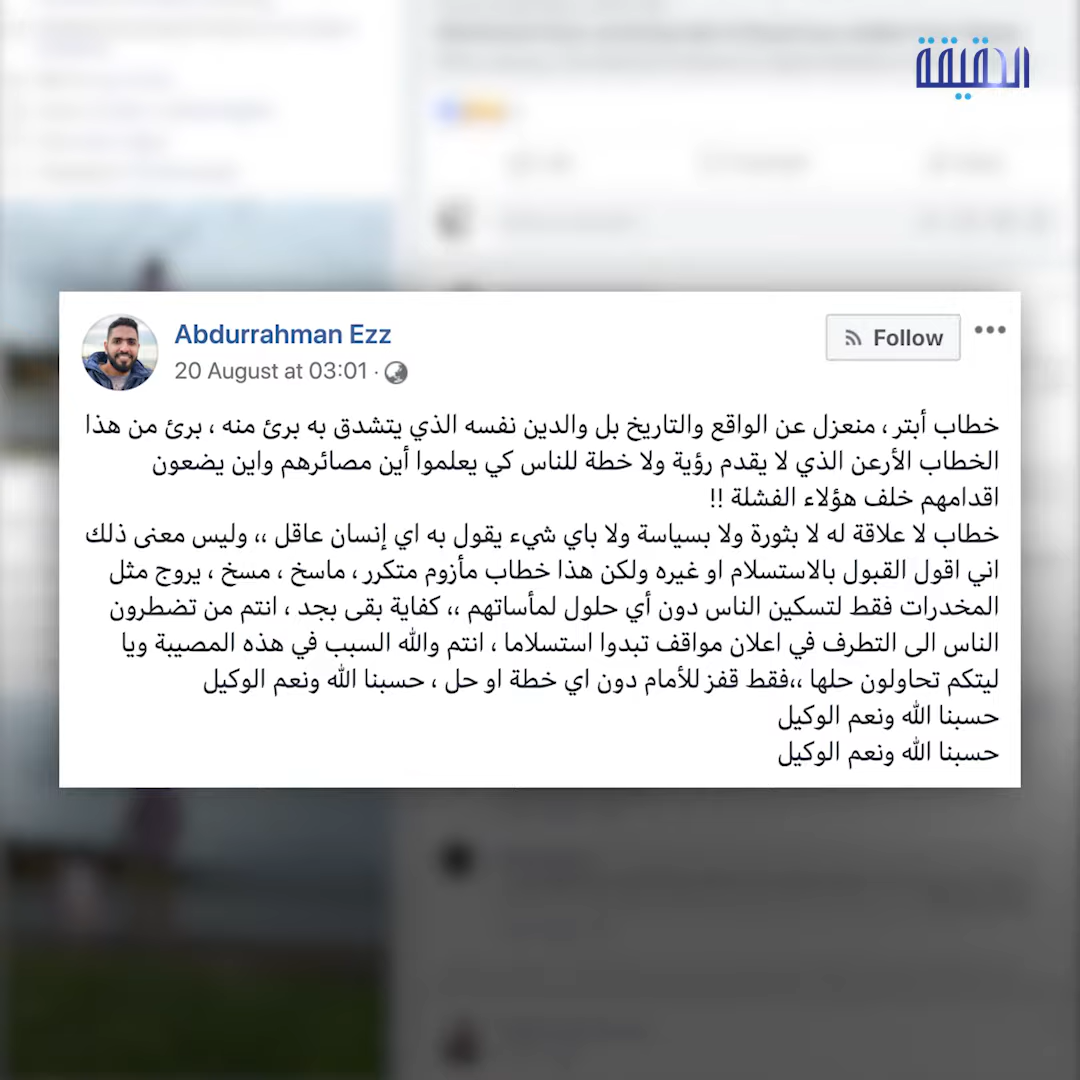 الحقيقة
Abdurrahman Ezz
20 August at 03:01 ·
Follow
خطاب أبتر ، منعزل عن الواقع والتاريخ بل والدين نفسه الذي يتشدق به برئ منه ، برئ من هذا
الخطاب الأرعن الذي لا يقدم رؤية ولا خطة للناس كي يعلموا أين مصائرهم واين يضعون
اقدامهم خلف هؤلاء الفشلة !!
خطاب لا علاقة له لا بثورة ولا بسياسة ولا باي شيء يقول به اي إنسان عاقل ،، وليس معنى ذلك
اني اقول القبول بالاستسلام او غيره ولكن هذا خطاب مأزوم متكرر ، ماسخ ، مسخ ، يروج مثل
المخدرات فقط لتسكين الناس دون أي حلول لمأساتهم ،، كفاية بقى بجد ، انتم من تضطرون
الناس الى التطرف في اعلان مواقف تبدوا استسلاما ، انتم والله السبب في هذه المصيبة ويا
ليتكم تحاولون حلها ،،فقط قفز للأمام دون اي خطة او حل ، حسبنا الله ونعم الوكيل
حسبنا الله ونعم الوكيل
حسبنا الله ونعم الوكيل